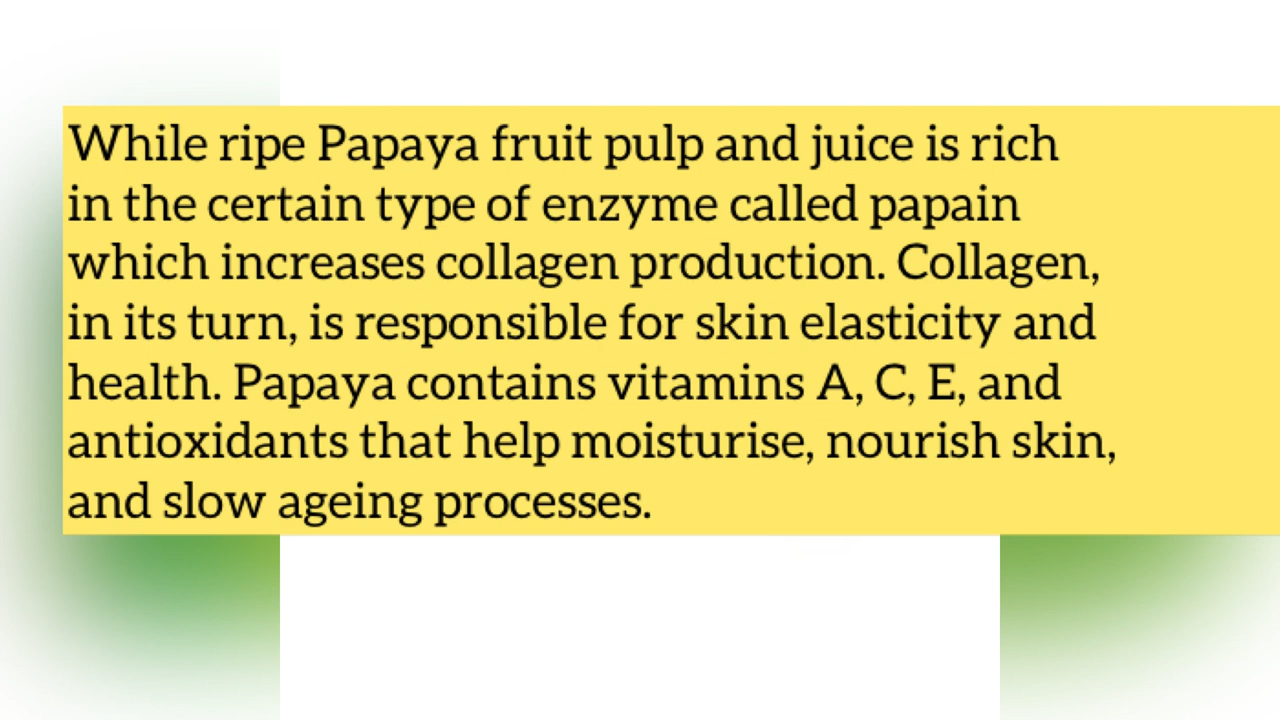 While ripe Papaya fruit pulp and juice is rich
in the certain type of enzyme called papain
which increases collagen production. Collagen,
in its turn, is responsible for skin elasticity and
health. Papaya contains vitamins A, C, E, and
antioxidants that help moisturise, nourish skin,
and slow ageing processes.